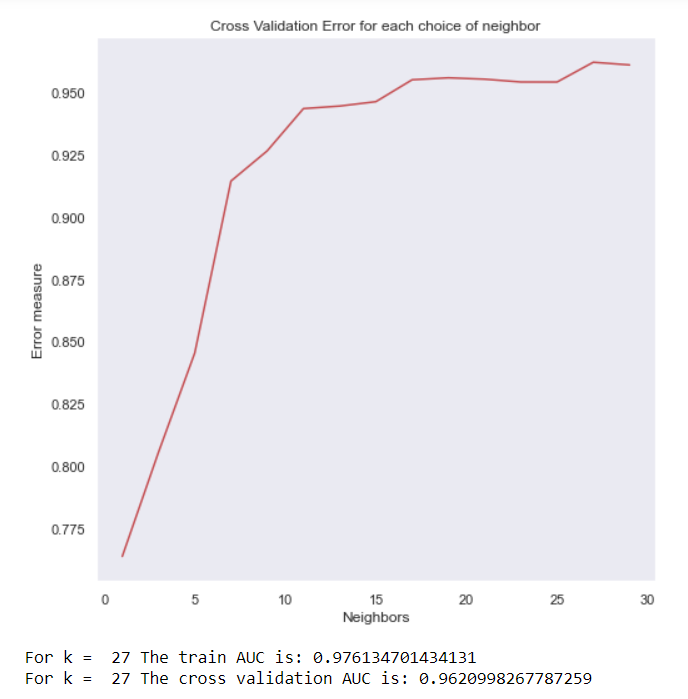 Cross Validation Error for each choice of neighbor
0.950
0.925
0.900
0.875
0.850
0.825
0.800
0.775
Error measure
0 5 10 15 20 25 30
Neighbors
For k =  27 The train AUC is: 0.976134701434131
For k =  27 The cross validation AUC is: 0.9620998267787259